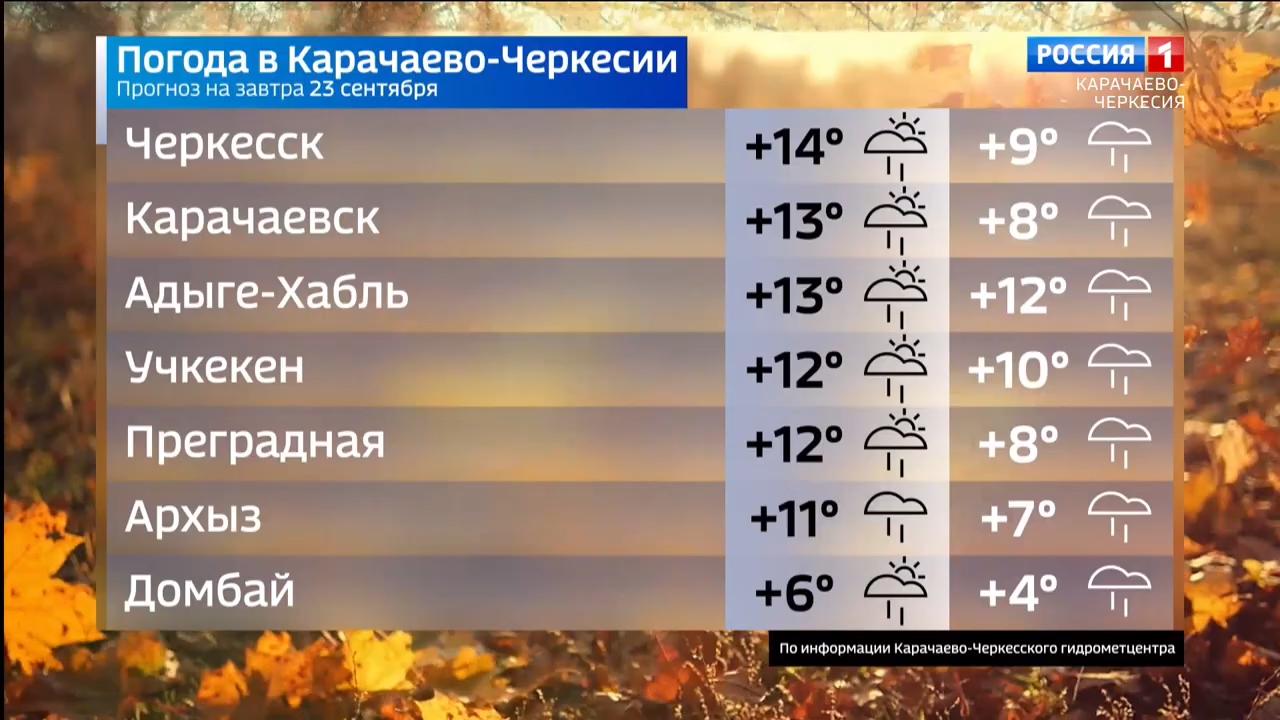 Погода в Карачаево-Черкесии
Прогноз на завтра 23 сентября
РОССИЯ 1
КАРАЧАЕВО-
ЧЕРКЕСИЯ
Черкесск +14° +9°
Карачаевск +13° +8°
Адыге-Хабль +13° +12°
Учкекен +12° +10°
Преградная +12° +8°
Архыз +11° +7°
Домбай +6° +4°
По информации Карачаево-Черкесского гидрометцентра